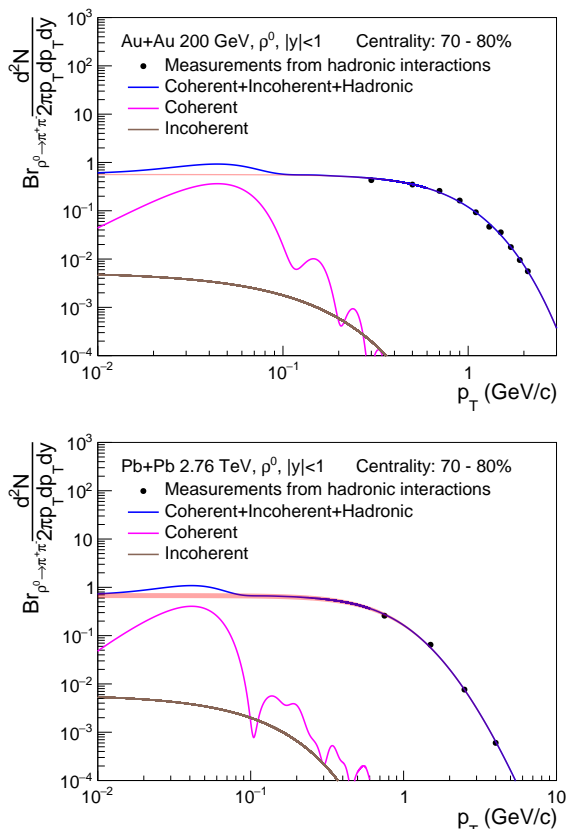 Au+Au 200 GeV, ρ⁰, |y|<1 Centrality: 70 - 80%
Measurements from hadronic interactions
Coherent+Incoherent+Hadronic
Coherent
Incoherent
Br_{ρ⁰→π⁺π⁻} d²N/2πp_T dp_T dy
10³
10²
10
1
10⁻¹
10⁻²
10⁻³
10⁻⁴
10⁻² 10⁻¹ 1
p_T (GeV/c)
Pb+Pb 2.76 TeV, ρ⁰, |y|<1 Centrality: 70 - 80%
Measurements from hadronic interactions
Coherent+Incoherent+Hadronic
Coherent
Incoherent
Br_{ρ⁰→π⁺π⁻} d²N/2πp_T dp_T dy
10³
10²
10
1
10⁻¹
10⁻²
10⁻³
10⁻⁴
10⁻² 10⁻¹ 1 10
p_T (GeV/c)